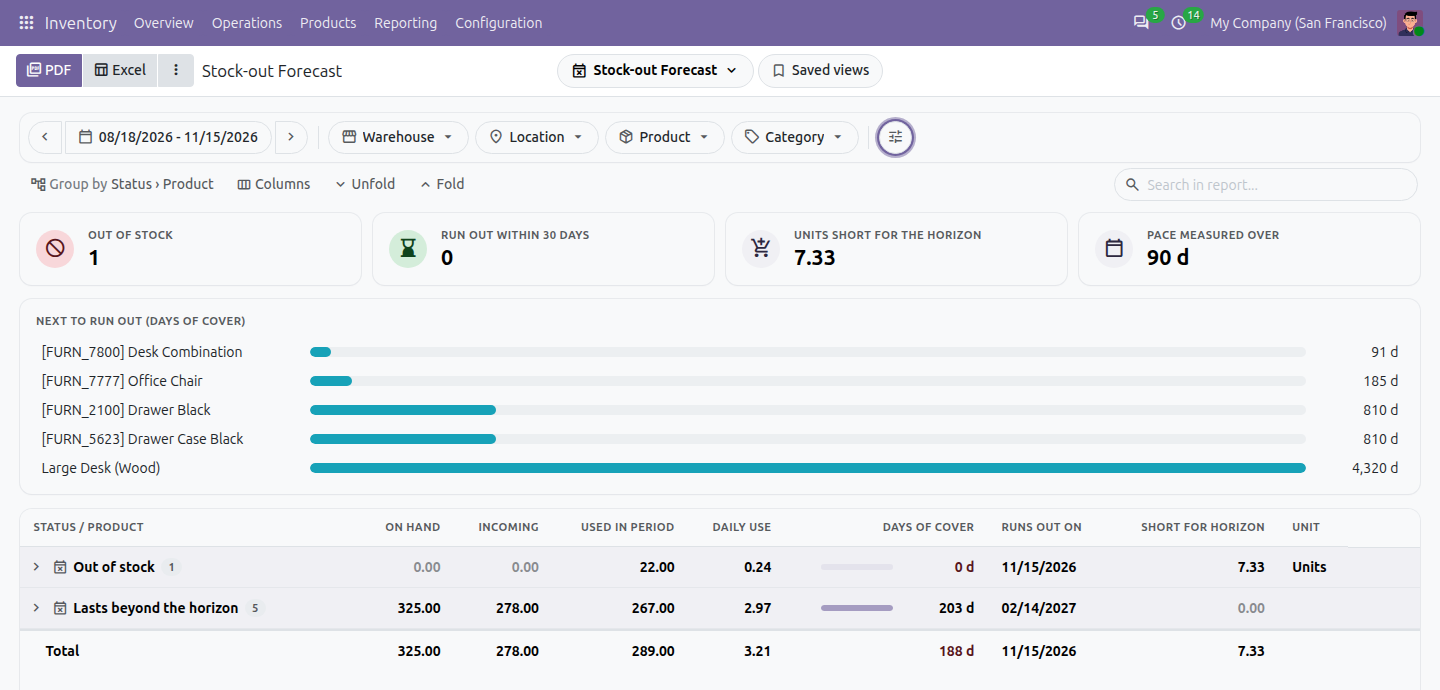 Inventory Overview Operations Products Reporting Configuration 5 14 My Company (San Francisco)
PDF Excel Stock-out Forecast Stock-out Forecast Saved views
08/18/2026 - 11/15/2026 Warehouse Location Product Category
Group by Status › Product Columns Unfold Fold Search in report...
OUT OF STOCK
1
RUN OUT WITHIN 30 DAYS
0
UNITS SHORT FOR THE HORIZON
7.33
PACE MEASURED OVER
90 d
NEXT TO RUN OUT (DAYS OF COVER)
[FURN_7800] Desk Combination 91 d
[FURN_7777] Office Chair 185 d
[FURN_2100] Drawer Black 810 d
[FURN_5623] Drawer Case Black 810 d
Large Desk (Wood) 4,320 d
STATUS / PRODUCT ON HAND INCOMING USED IN PERIOD DAILY USE DAYS OF COVER RUNS OUT ON SHORT FOR HORIZON UNIT
Out of stock 1 0.00 0.00 22.00 0.24 0 d 11/15/2026 7.33 Units
Lasts beyond the horizon 5 325.00 278.00 267.00 2.97 203 d 02/14/2027 0.00
Total 325.00 278.00 289.00 3.21 188 d 11/15/2026 7.33